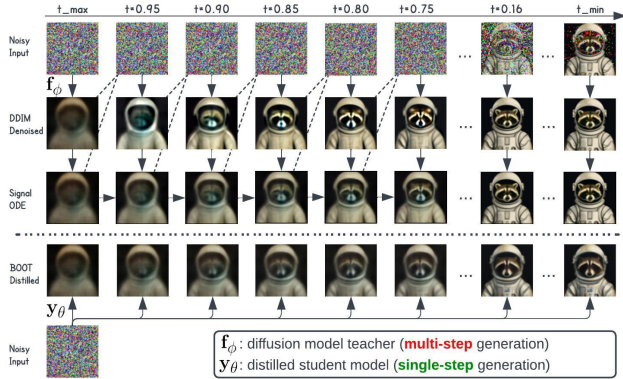 t_max t*0.95 t*0.90 t*0.85 t*0.80 t*0.75 t*0.16 t_min
Noisy
Input
... ...
f_ϕ
DDIM
Denoised
... ...
Signal
ODE
... ...
BOOT
Distilled
... ...
y_θ
Noisy
Input
f_ϕ: diffusion model teacher (multi-step generation)
y_θ: distilled student model (single-step generation)